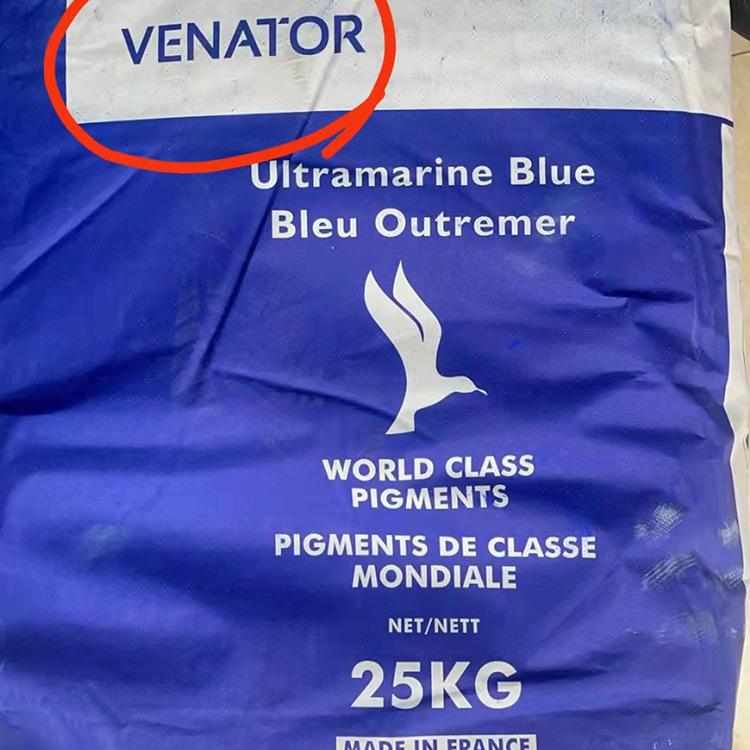 VENATOR
Ultramarine Blue
Bleu Outremer
WORLD CLASS
PIGMENTS
PIGMENTS DE CLASSE
MONDIALE
NET/NETT
25KG
MADE IN FRANCE